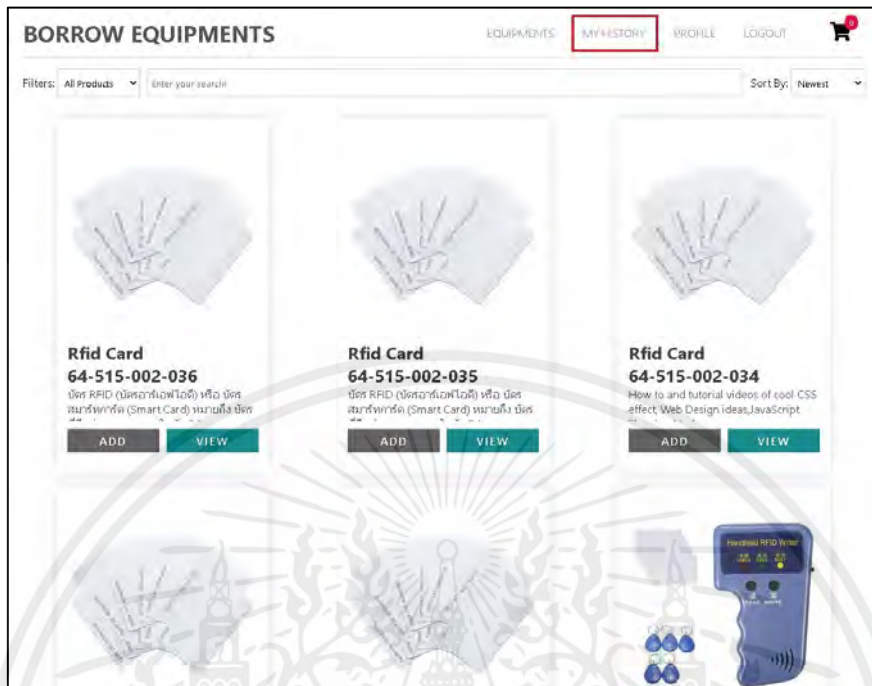 BORROW EQUIPMENTS
EQUIPMENTS MY HISTORY PROFILE LOGOUT 0
Filters: All Products Enter your search! Sort By: Newest
Rfid Card
64-515-002-036
บัตร RFID (บัตรอาร์เอฟไอดี) หรือ บัตร
สมาร์ทการ์ด (Smart Card) หมายถึง บัตร
ADD VIEW
Rfid Card
64-515-002-035
บัตร RFID (บัตรอาร์เอฟไอดี) หรือ บัตร
สมาร์ทการ์ด (Smart Card) หมายถึง บัตร
ADD VIEW
Rfid Card
64-515-002-034
How to and tutorial videos of cool CSS
effect, Web Design ideas,JavaScript
ADD VIEW
Handheld RFID Writer